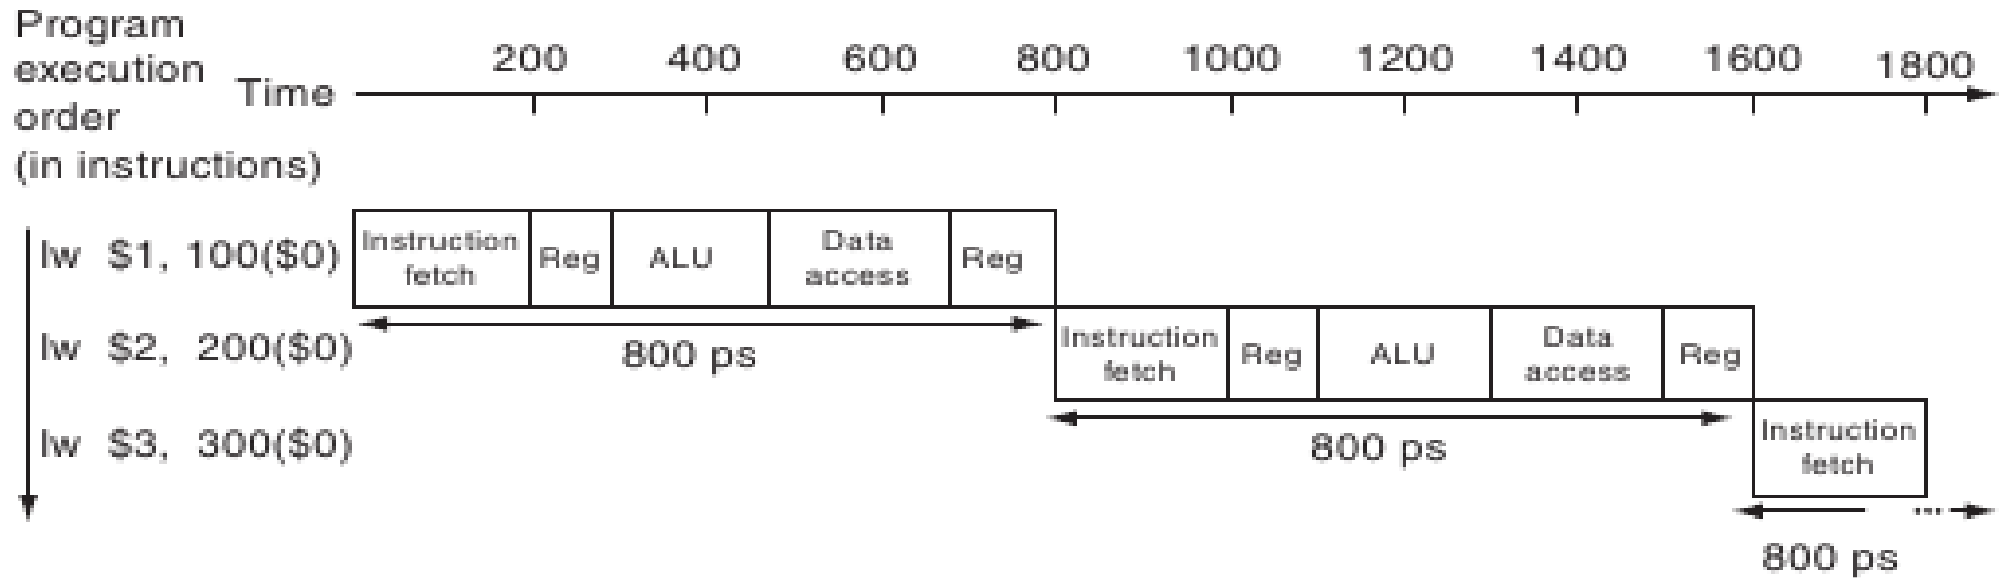 Program
execution
order
(in instructions)
Time
200 400 600 800 1000 1200 1400 1600 1800
lw $1, 100($0)
Instruction
fetch
Reg
ALU
Data
access
Reg
800 ps
lw $2, 200($0)
Instruction
fetch
Reg
ALU
Data
access
Reg
800 ps
lw $3, 300($0)
Instruction
fetch
...
800 ps